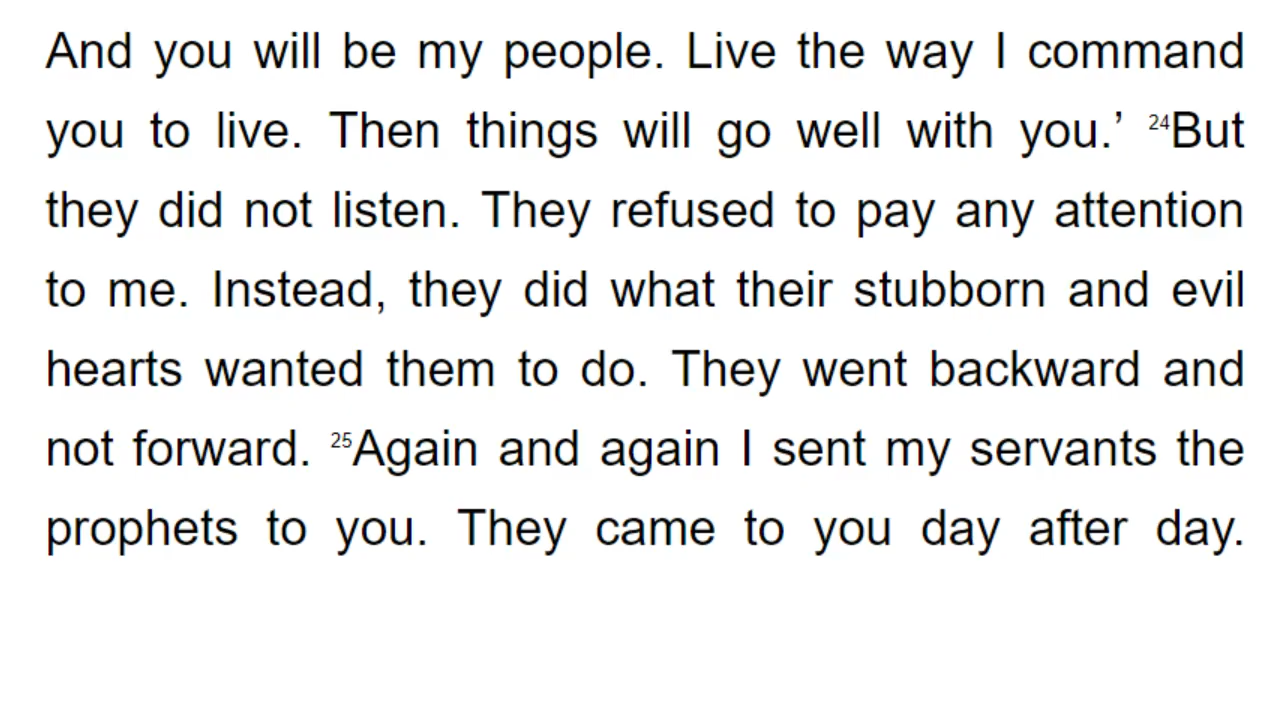 And you will be my people. Live the way I command
you to live. Then things will go well with you.’ 24But
they did not listen. They refused to pay any attention
to me. Instead, they did what their stubborn and evil
hearts wanted them to do. They went backward and
not forward. 25Again and again I sent my servants the
prophets to you. They came to you day after day.